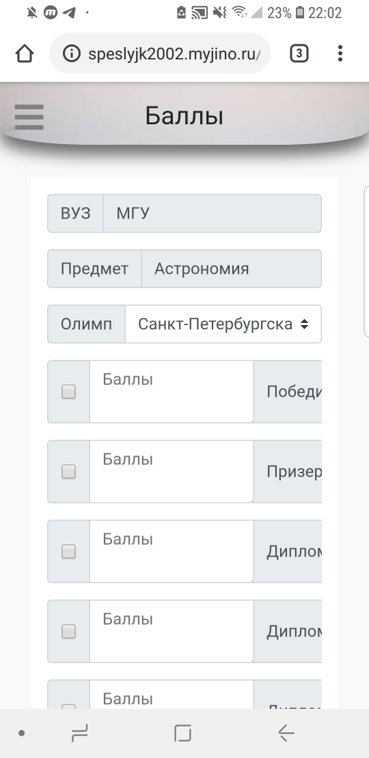 23% 22:02
speslyjk2002.myjino.ru/
3
Баллы
ВУЗ МГУ
Предмет Астрономия
Олимп Санкт-Петербургска
Баллы Победи
Баллы Призер
Баллы Диплом
Баллы Диплом
Баллы